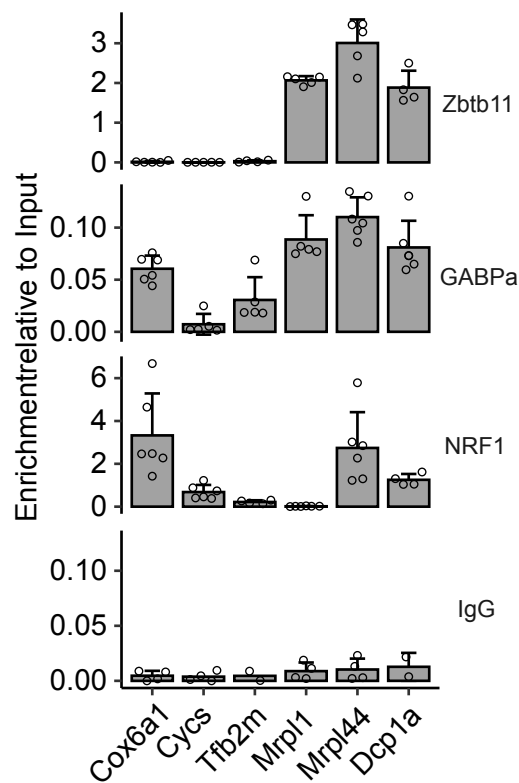 Enrichmentrelative to Input
3
2
1
0
Zbtb11
0.10
0.05
0.00
GABPa
6
4
2
0
NRF1
0.10
0.05
0.00
IgG
Cox6a1
Cycs
Tfb2m
Mrpl1
Mrpl44
Dcp1a